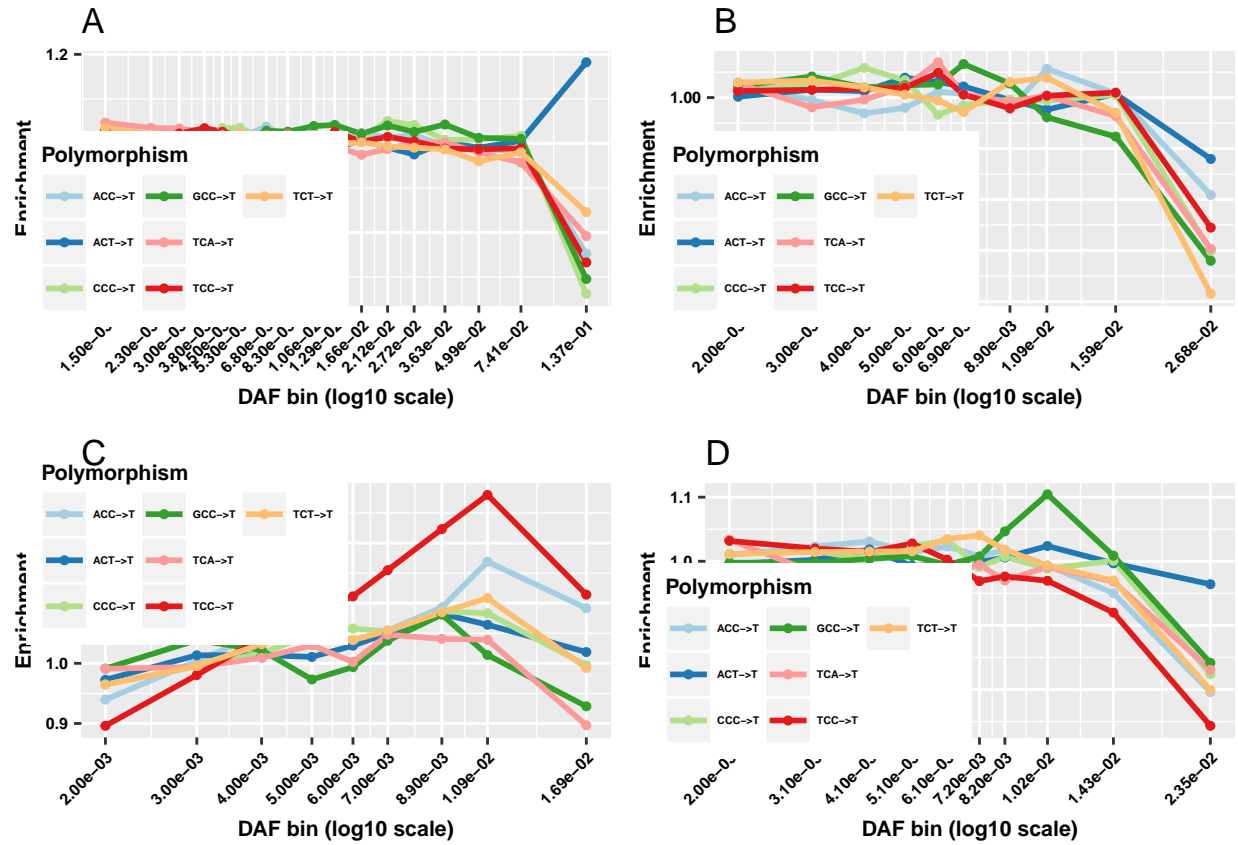 A
1.2
Enrichment
Polymorphism
ACC->T
GCC->T
TCT->T
ACT->T
TCA->T
CCC->T
TCC->T
1.66e-02
2.12e-02
2.72e-02
3.63e-02
4.99e-02
7.41e-02
1.37e-01
DAF bin (log10 scale)
B
1.00
Enrichment
Polymorphism
ACC->T
GCC->T
TCT->T
ACT->T
TCA->T
CCC->T
TCC->T
8.90e-03
1.09e-02
1.59e-02
2.68e-02
DAF bin (log10 scale)
C
Polymorphism
ACC->T
GCC->T
TCT->T
ACT->T
TCA->T
CCC->T
TCC->T
Enrichment
1.0
0.9
2.00e-03
3.00e-03
4.00e-03
5.00e-03
6.00e-03
7.00e-03
8.90e-03
1.09e-02
1.69e-02
DAF bin (log10 scale)
D
1.1
1.0
Enrichment
Polymorphism
ACC->T
GCC->T
TCT->T
ACT->T
TCA->T
CCC->T
TCC->T
7.20e-03
8.20e-03
1.02e-02
1.43e-02
2.35e-02
DAF bin (log10 scale)